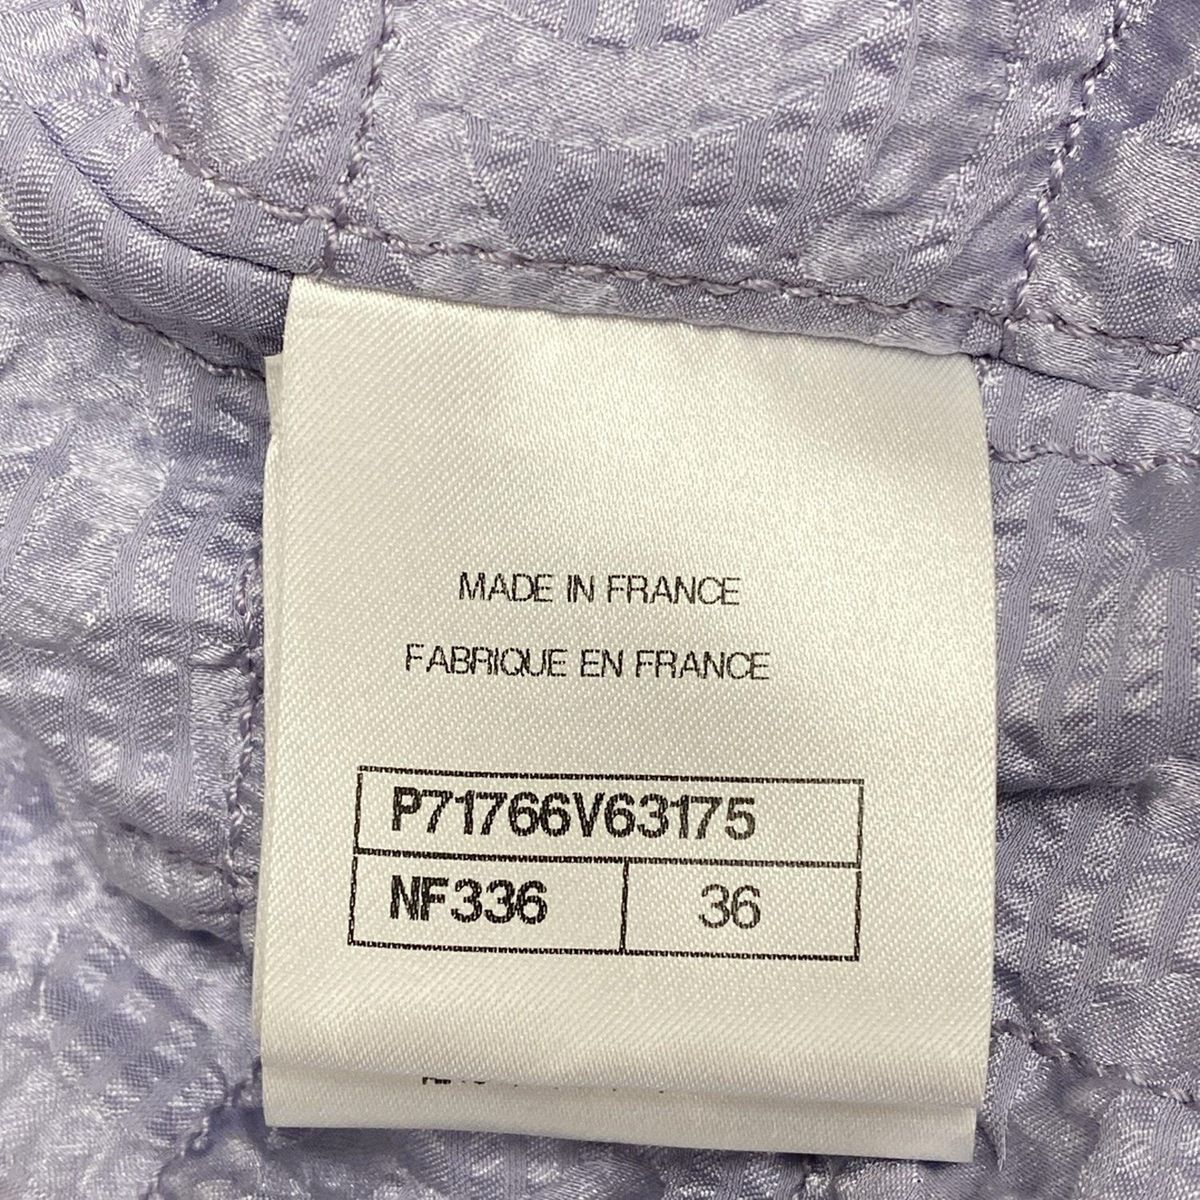 MADE IN FRANCE
FABRIQUE EN FRANCE
P71766V63175
NF336 36